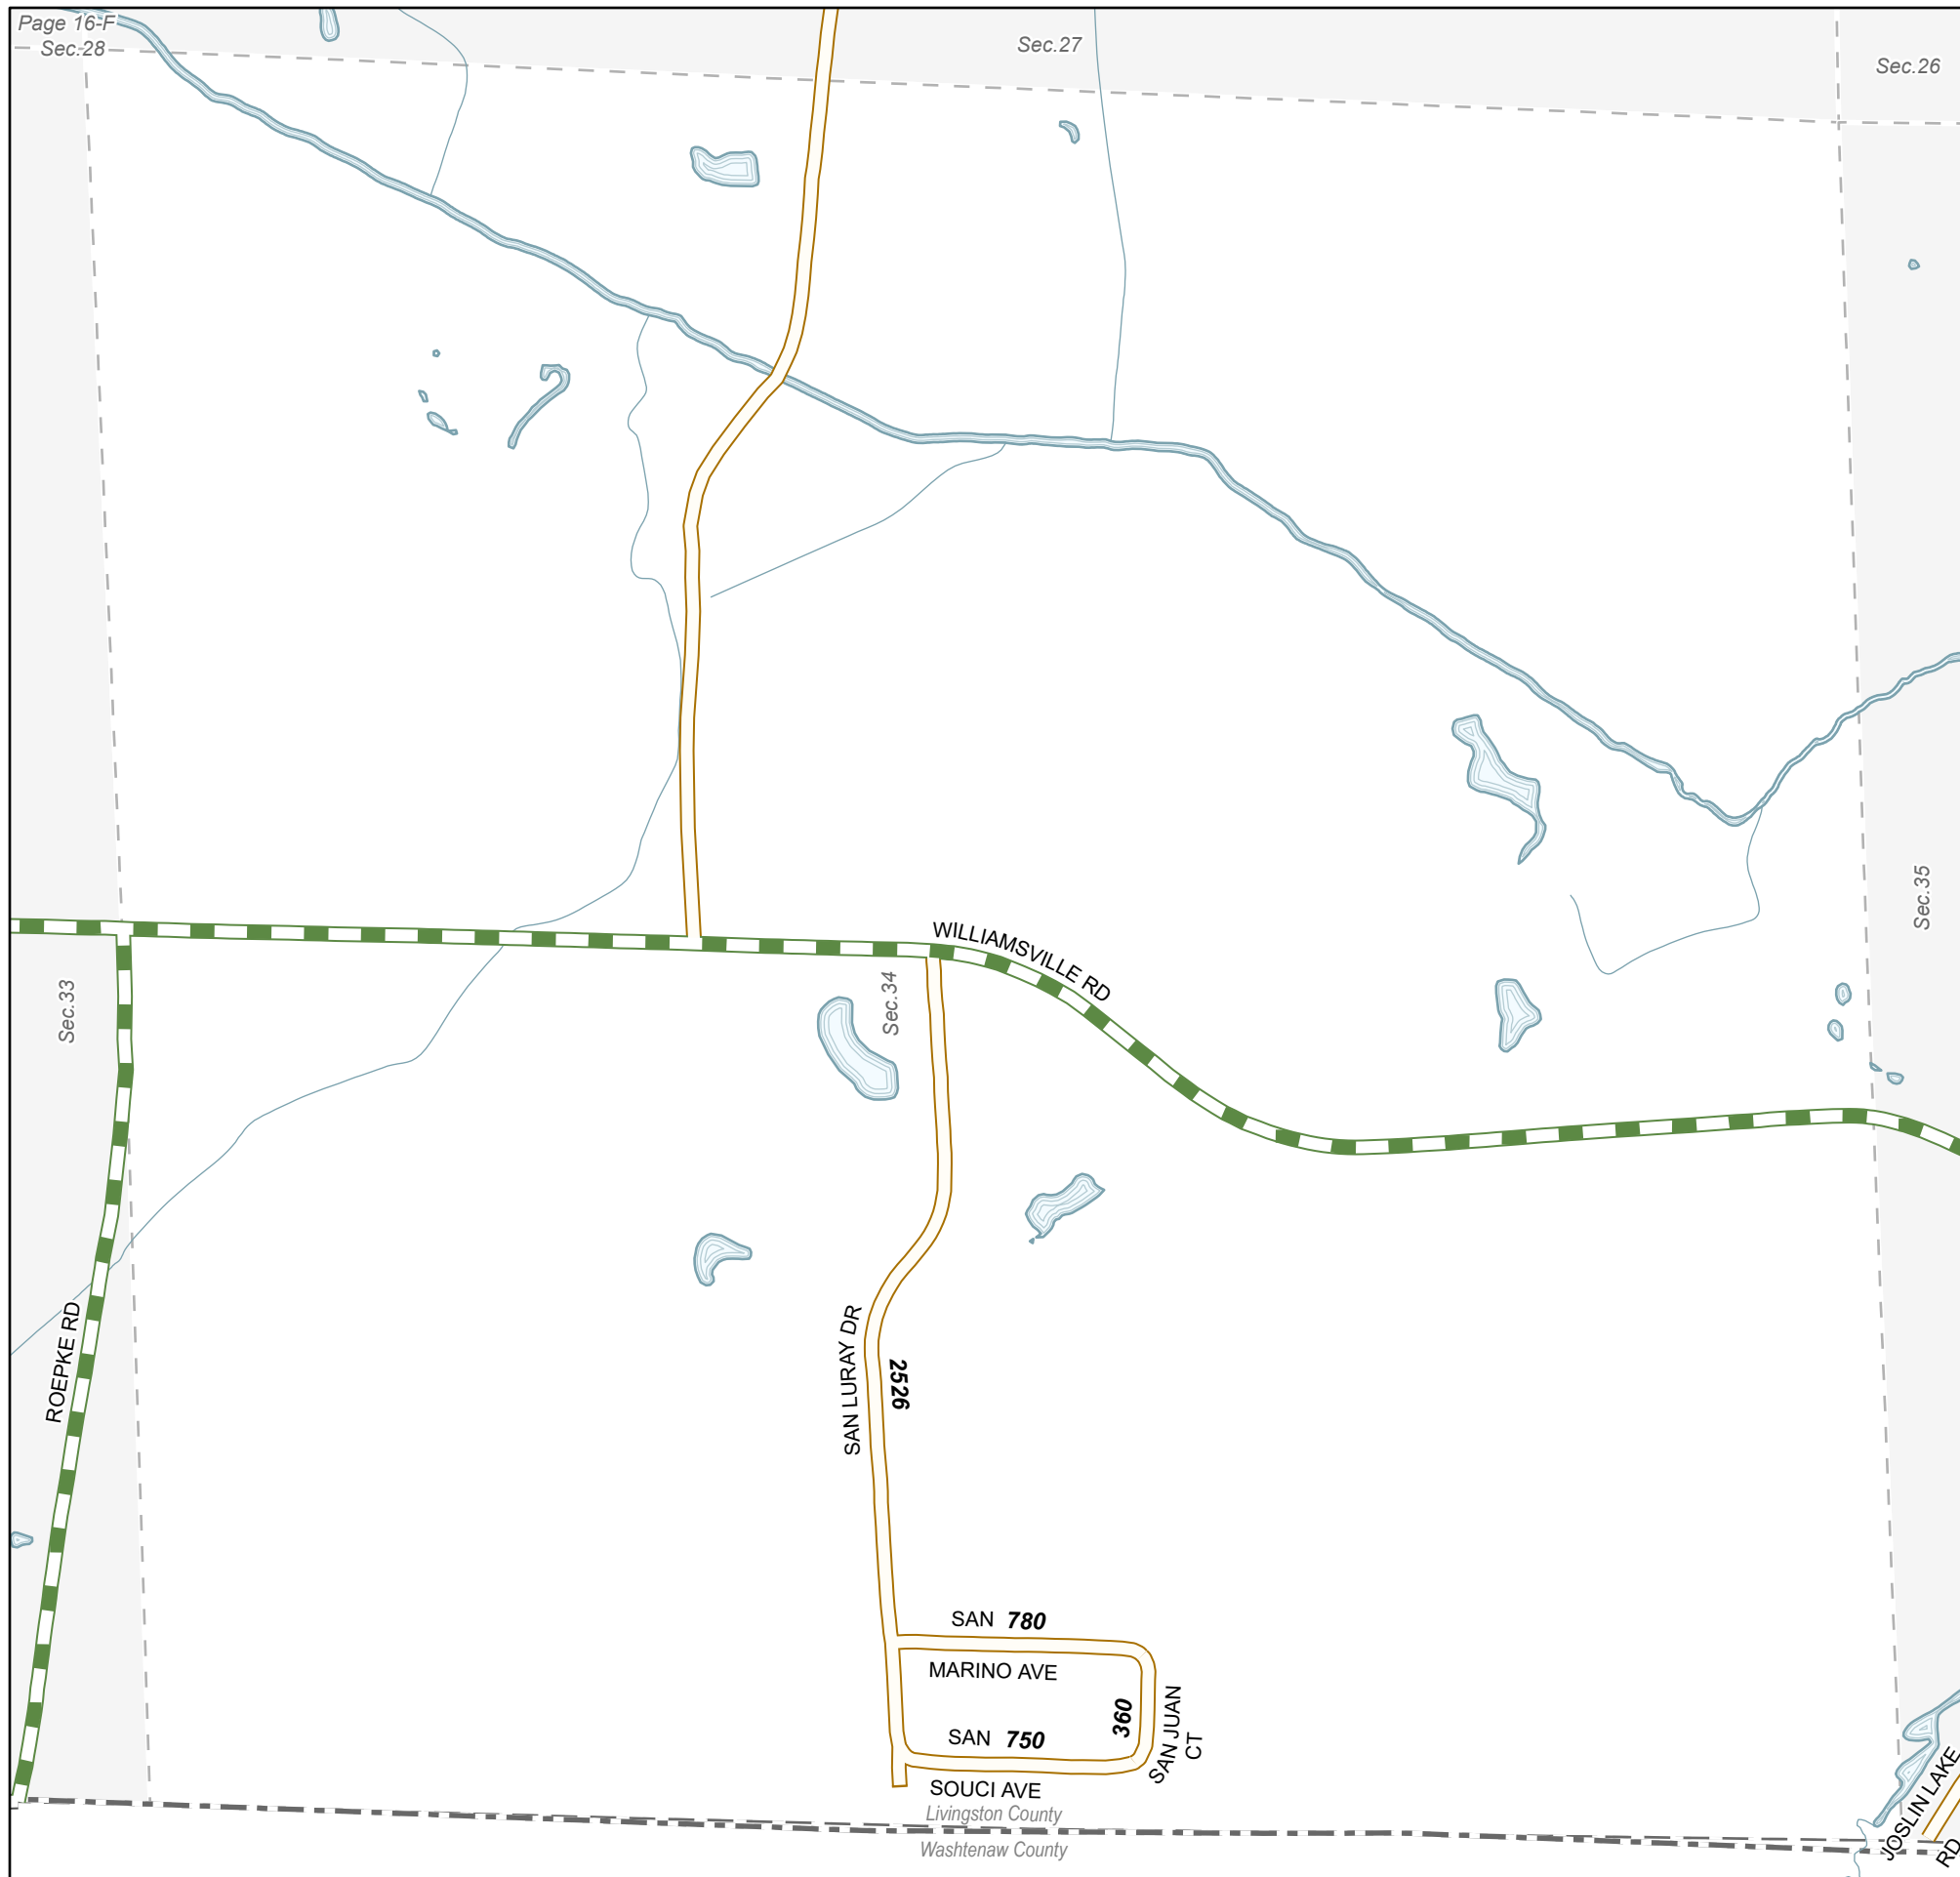 Page 16-F
Sec.28
Sec.27
Sec.26
Sec.35
WILLIAMSVILLE RD
Sec.33
Sec.34
ROEPKE RD
SAN LURAY DR
2526
SAN 780
MARINO AVE
360
SAN JUAN
CT
SAN 750
SOUCI AVE
JOSLIN LAKE
RD
Livingston County
Washtenaw County